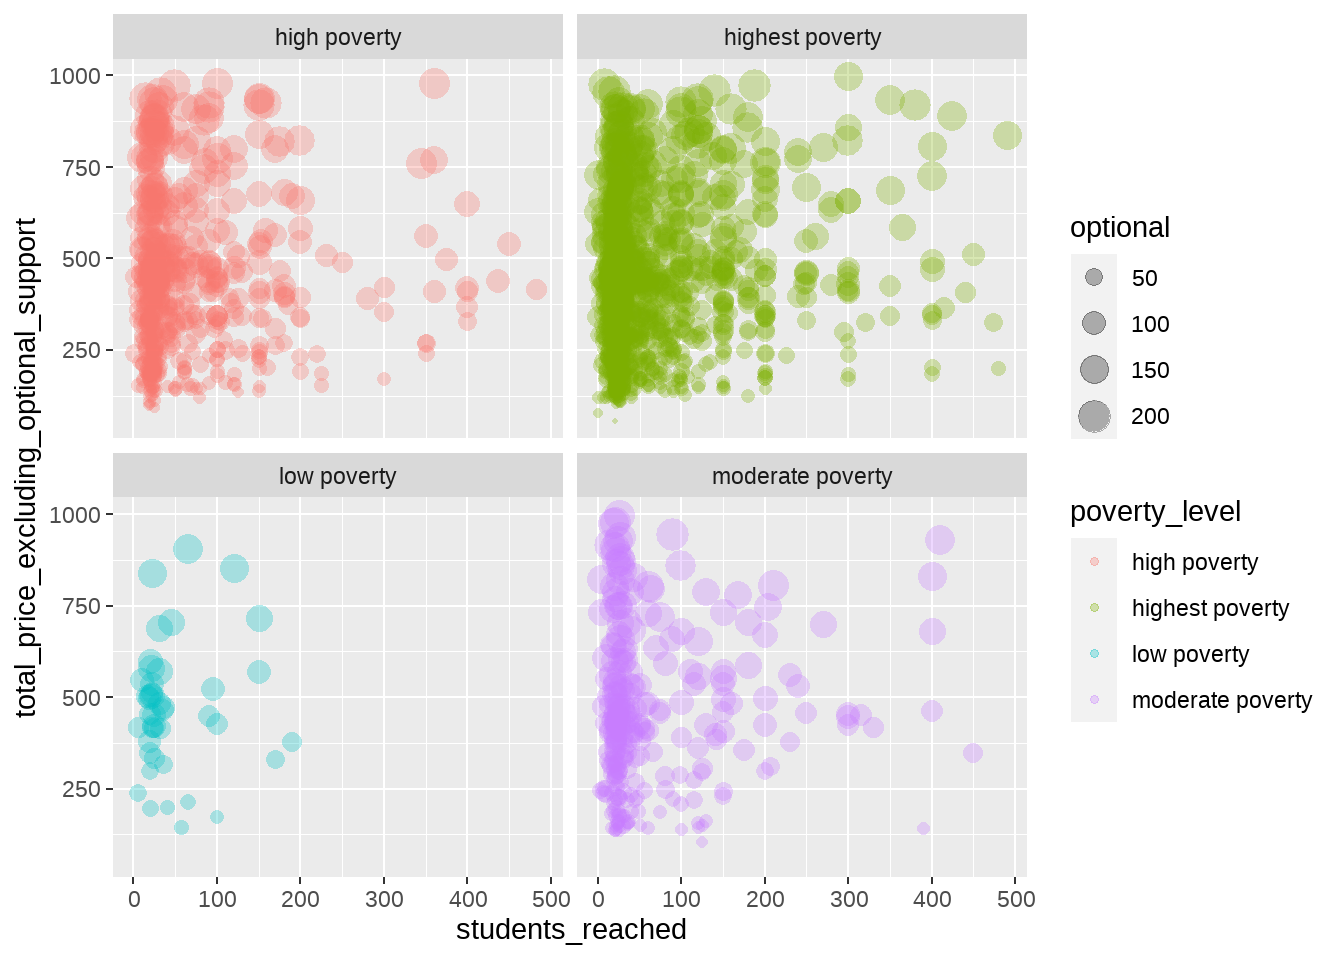 high poverty
highest poverty
1000
750
500
250
low poverty
moderate poverty
1000
750
500
250
0 100 200 300 400 500 0 100 200 300 400 500
students_reached
total_price_excluding_optional_support
optional
50
100
150
200
poverty_level
high poverty
highest poverty
low poverty
moderate poverty